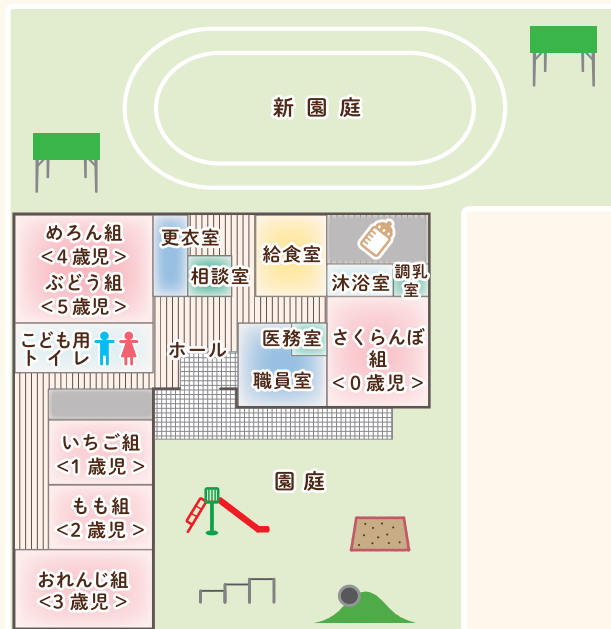 新園庭
めろん組
<4歳児>
ぶどう組
<5歳児>
更衣室
相談室
給食室
沐浴室
調乳
室
こども用
トイレ
ホール
医務室
職員室
さくらんぼ
組
<0歳児>
いちご組
<1歳児>
もも組
<2歳児>
おれんじ組
<3歳児>
園庭